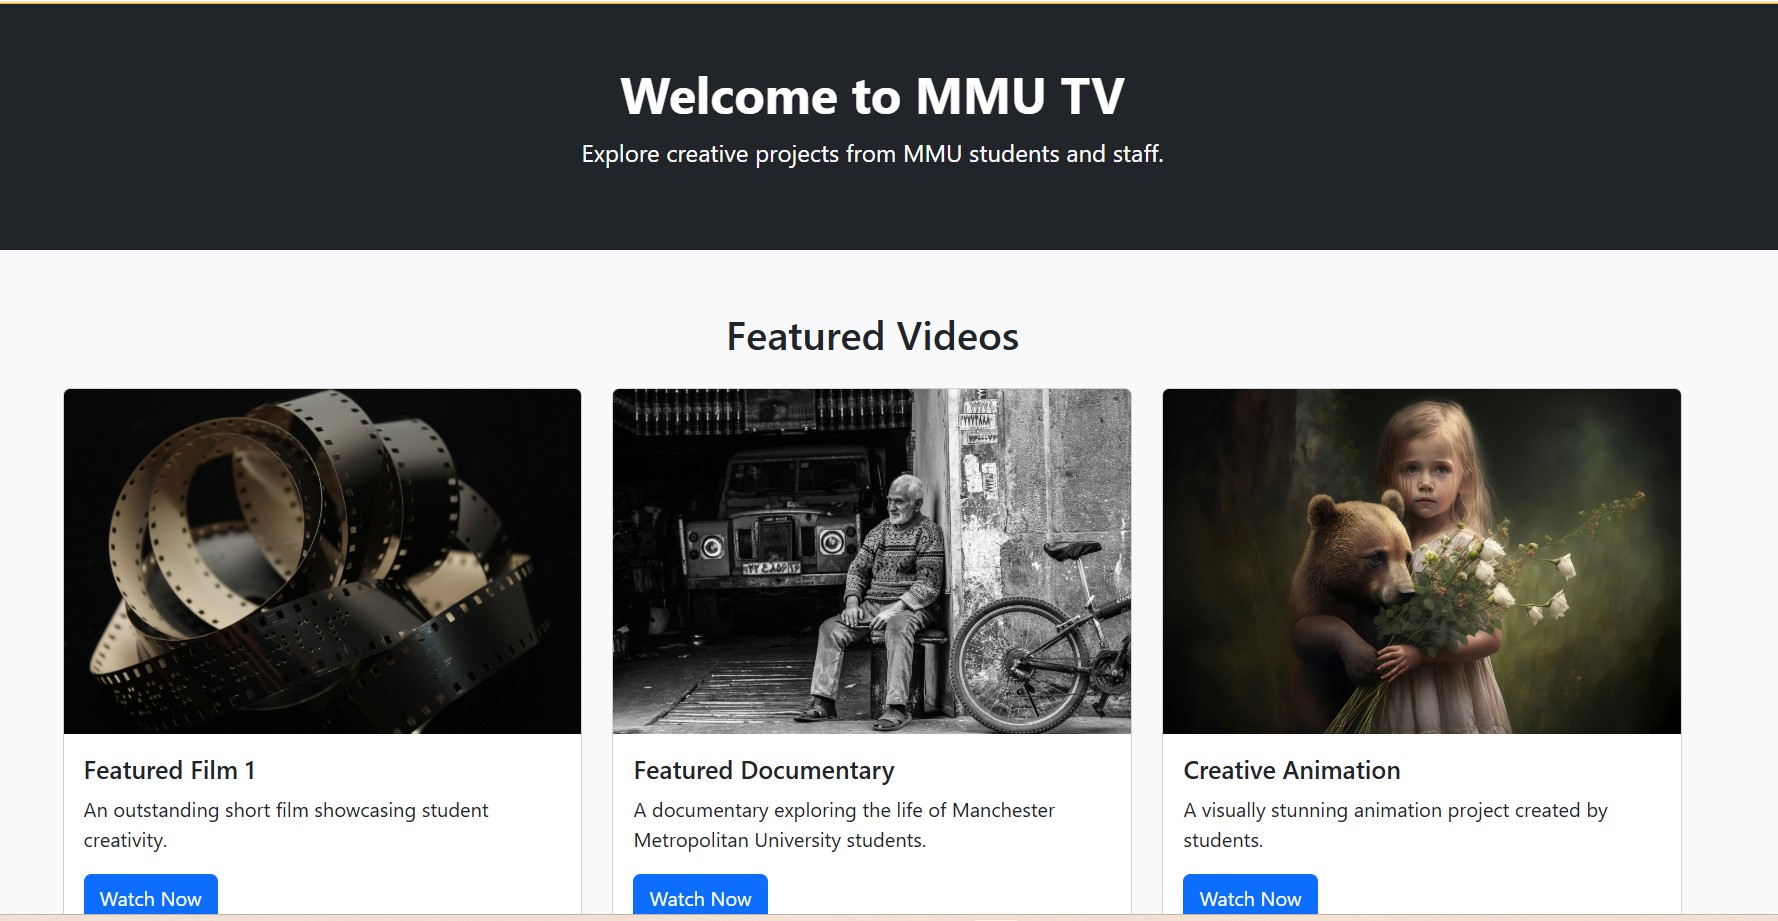 Welcome to MMU TV
Explore creative projects from MMU students and staff.
Featured Videos
Featured Film 1
An outstanding short film showcasing student
creativity.
Watch Now
Featured Documentary
A documentary exploring the life of Manchester
Metropolitan University students.
Watch Now
Creative Animation
A visually stunning animation project created by
students.
Watch Now